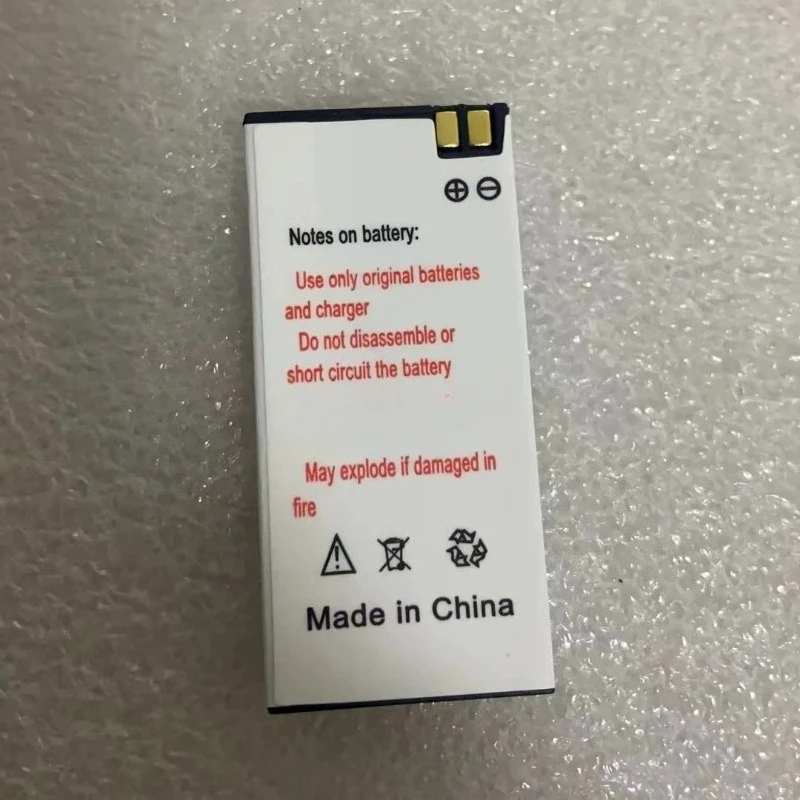 ⊕ ⊖
Notes on battery:
Use only original batteries
and charger
Do not disassemble or
short circuit the battery
May explode if damaged in
fire
Made in China